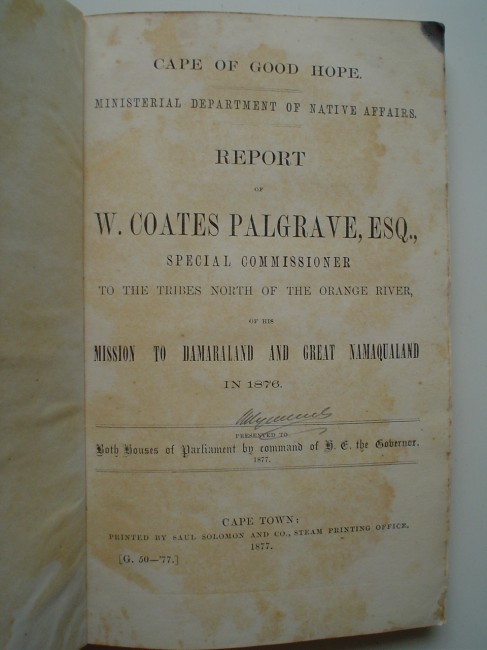 CAPE OF GOOD HOPE.
MINISTERIAL DEPARTMENT OF NATIVE AFFAIRS.
REPORT
OF
W. COATES PALGRAVE, ESQ.,
SPECIAL COMMISSIONER
TO THE TRIBES NORTH OF THE ORANGE RIVER,
OF HIS
MISSION TO DAMARALAND AND GREAT NAMAQUALAND
IN 1876.
PRESENTED TO
Both Houses of Parliament by command of H. E. the Governor.
1877.
CAPE TOWN:
PRINTED BY SAUL SOLOMON AND CO., STEAM PRINTING OFFICE.
1877.
[G. 50—'77.]